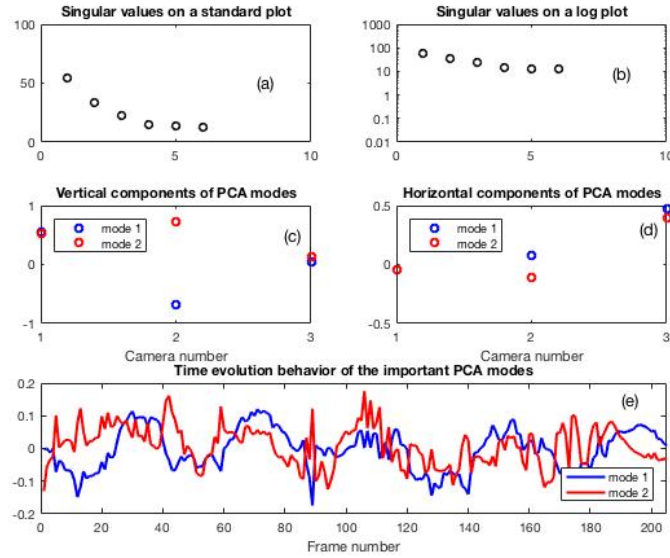 Singular values on a standard plot
100
50
0
0
5
10
(a)
Singular values on a log plot
1000
100
10
1
0.1
0.01
0
5
10
(b)
Vertical components of PCA modes
1
0
-1
1
2
3
mode 1
mode 2
(c)
Camera number
Horizontal components of PCA modes
0.5
0
-0.5
1
2
3
mode 1
mode 2
(d)
Camera number
Time evolution behavior of the important PCA modes
0.2
0.1
0
-0.1
-0.2
0
20
40
60
80
100
120
140
160
180
200
(e)
mode 1
mode 2
Frame number